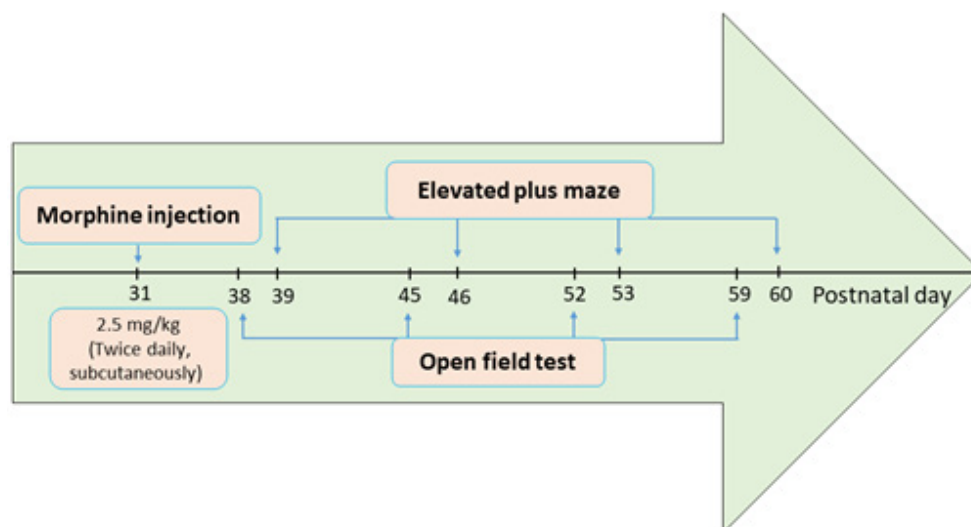 Elevated plus maze
Morphine injection
31
38
39
45
46
52
53
59
60
Postnatal day
2.5 mg/kg
(Twice daily,
subcutaneously)
Open field test